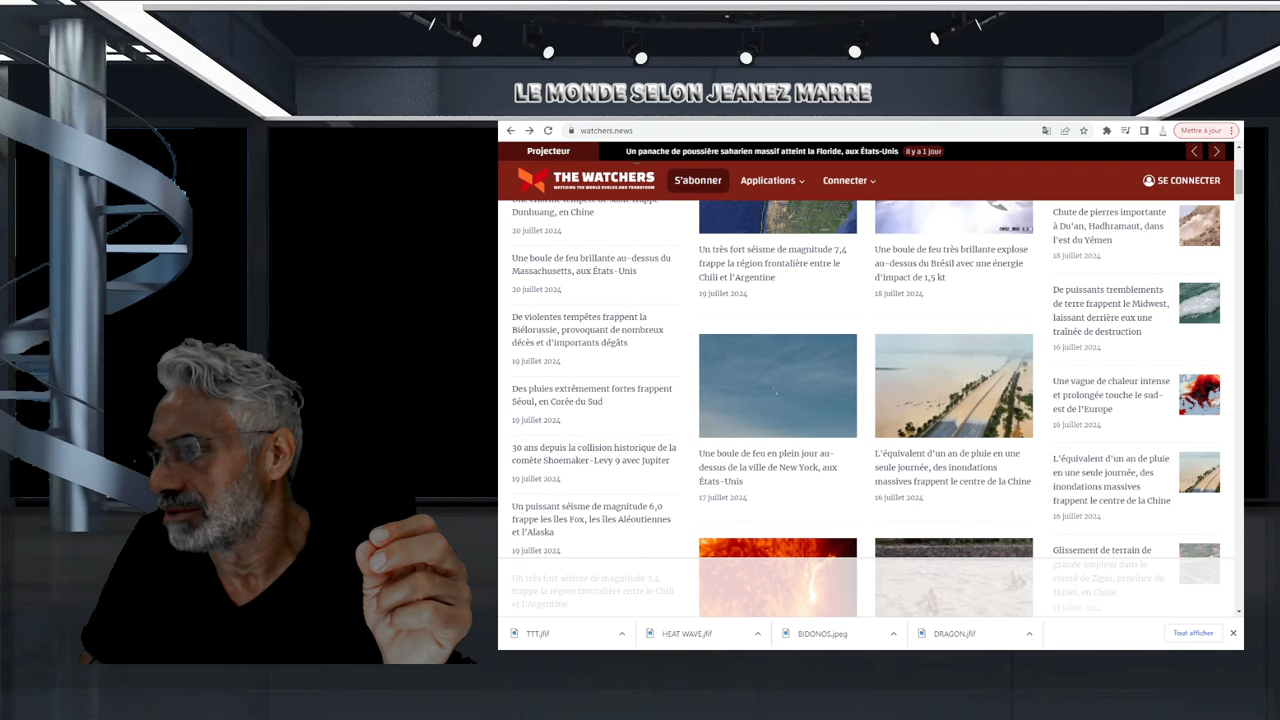 LE MONDE SELON JEANEZ MARRE
watchers.news
Mettre à jour
Projecteur
Un panache de poussière saharien massif atteint la Floride, aux États-Unis
il y a 1 jour
THE WATCHERS
WATCHING THE WORLD EVOLVE AND TRANSFORM
S'abonner
Applications
Connecter
SE CONNECTER
Une énorme tempête de sable frappe
Dunhuang, en Chine
20 juillet 2024
Une boule de feu brillante au-dessus du
Massachusetts, aux États-Unis
20 juillet 2024
De violentes tempêtes frappent la
Biélorussie, provoquant de nombreux
décès et d'importants dégâts
19 juillet 2024
Des pluies extrêmement fortes frappent
Séoul, en Corée du Sud
19 juillet 2024
30 ans depuis la collision historique de la
comète Shoemaker-Levy 9 avec Jupiter
19 juillet 2024
Un puissant séisme de magnitude 6,0
frappe les îles Fox, les îles Aléoutiennes
et l'Alaska
19 juillet 2024
Un très fort séisme de magnitude 7,4
frappe la région frontalière entre le Chili
et l'Argentine
Un très fort séisme de magnitude 7,4
frappe la région frontalière entre le
Chili et l'Argentine
19 juillet 2024
Une boule de feu très brillante explose
au-dessus du Brésil avec une énergie
d'impact de 1,5 kt
18 juillet 2024
Une boule de feu en plein jour au-
dessus de la ville de New York, aux
États-Unis
17 juillet 2024
L'équivalent d'un an de pluie en une
seule journée, des inondations
massives frappent le centre de la Chine
16 juillet 2024
Chute de pierres importante
à Du'an, Hadhramaut, dans
l'est du Yémen
18 juillet 2024
De puissants tremblements
de terre frappent le Midwest,
laissant derrière eux une
traînée de destruction
16 juillet 2024
Une vague de chaleur intense
et prolongée touche le sud-
est de l'Europe
16 juillet 2024
L'équivalent d'un an de pluie
en une seule journée, des
inondations massives
frappent le centre de la Chine
16 juillet 2024
Glissement de terrain de
grande ampleur dans le
comté de Zigui, province du
Hubei, en Chine
18 juillet 2024
TTT.jfif
HEAT WAVE.jfif
BIDONOS.jpeg
DRAGON.jfif
Tout afficher